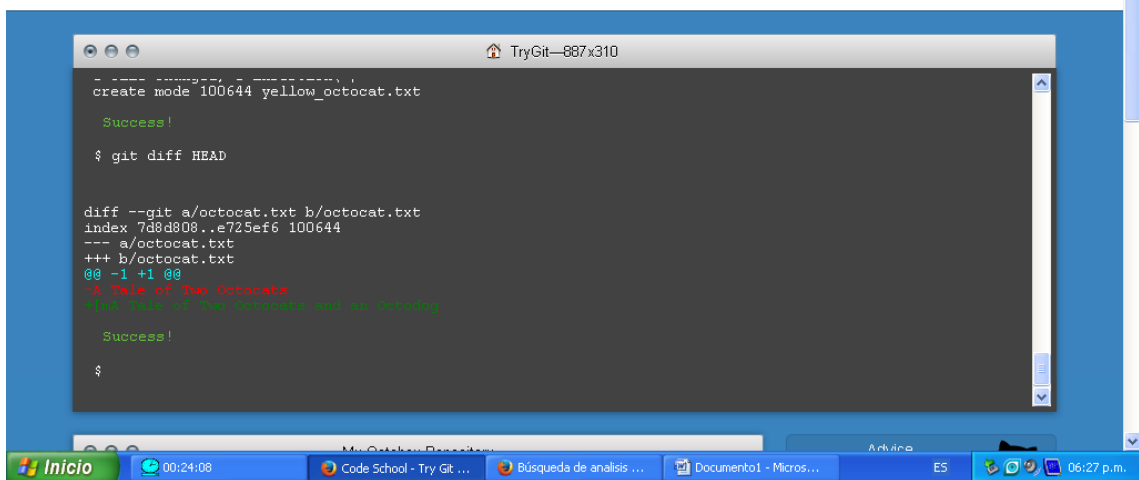 TryGit—887x310
create mode 100644 yellow_octocat.txt
Success!
$ git diff HEAD
diff --git a/octocat.txt b/octocat.txt
index 7d8d808..e725ef6 100644
--- a/octocat.txt
+++ b/octocat.txt
@@ -1 +1 @@
-A Tale of Two Octocats
+[mA Tale of Two Octocats and an Octodog
Success!
$
My Octobox Repository
Advice
Inicio
00:24:08
Code School - Try Git ...
Búsqueda de analisis ...
Documento1 - Micros...
ES
06:27 p.m.